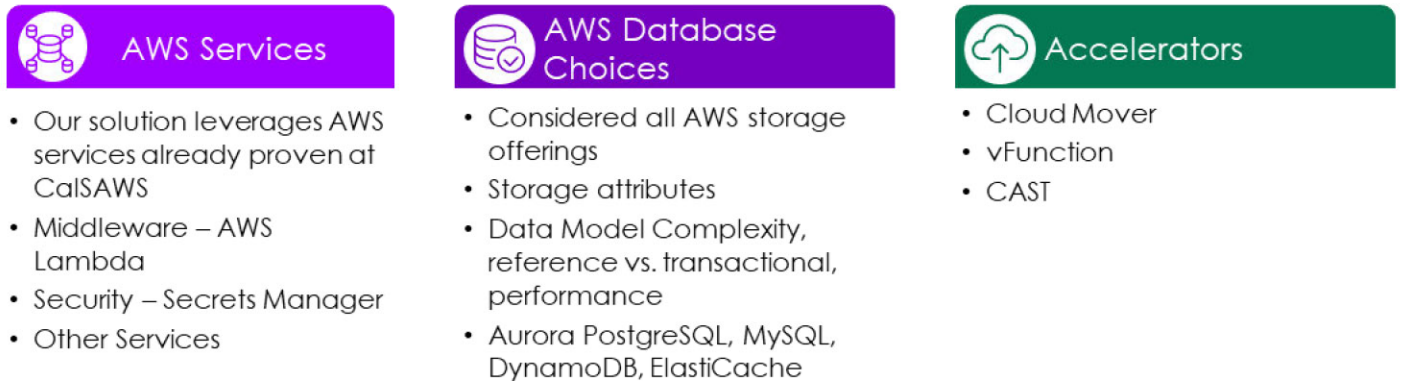 AWS Services
• Our solution leverages AWS
services already proven at
CalSAWS
• Middleware – AWS
Lambda
• Security – Secrets Manager
• Other Services
AWS Database
Choices
• Considered all AWS storage
offerings
• Storage attributes
• Data Model Complexity,
reference vs. transactional,
performance
• Aurora PostgreSQL, MySQL,
DynamoDB, ElastiCache
Accelerators
• Cloud Mover
• vFunction
• CAST